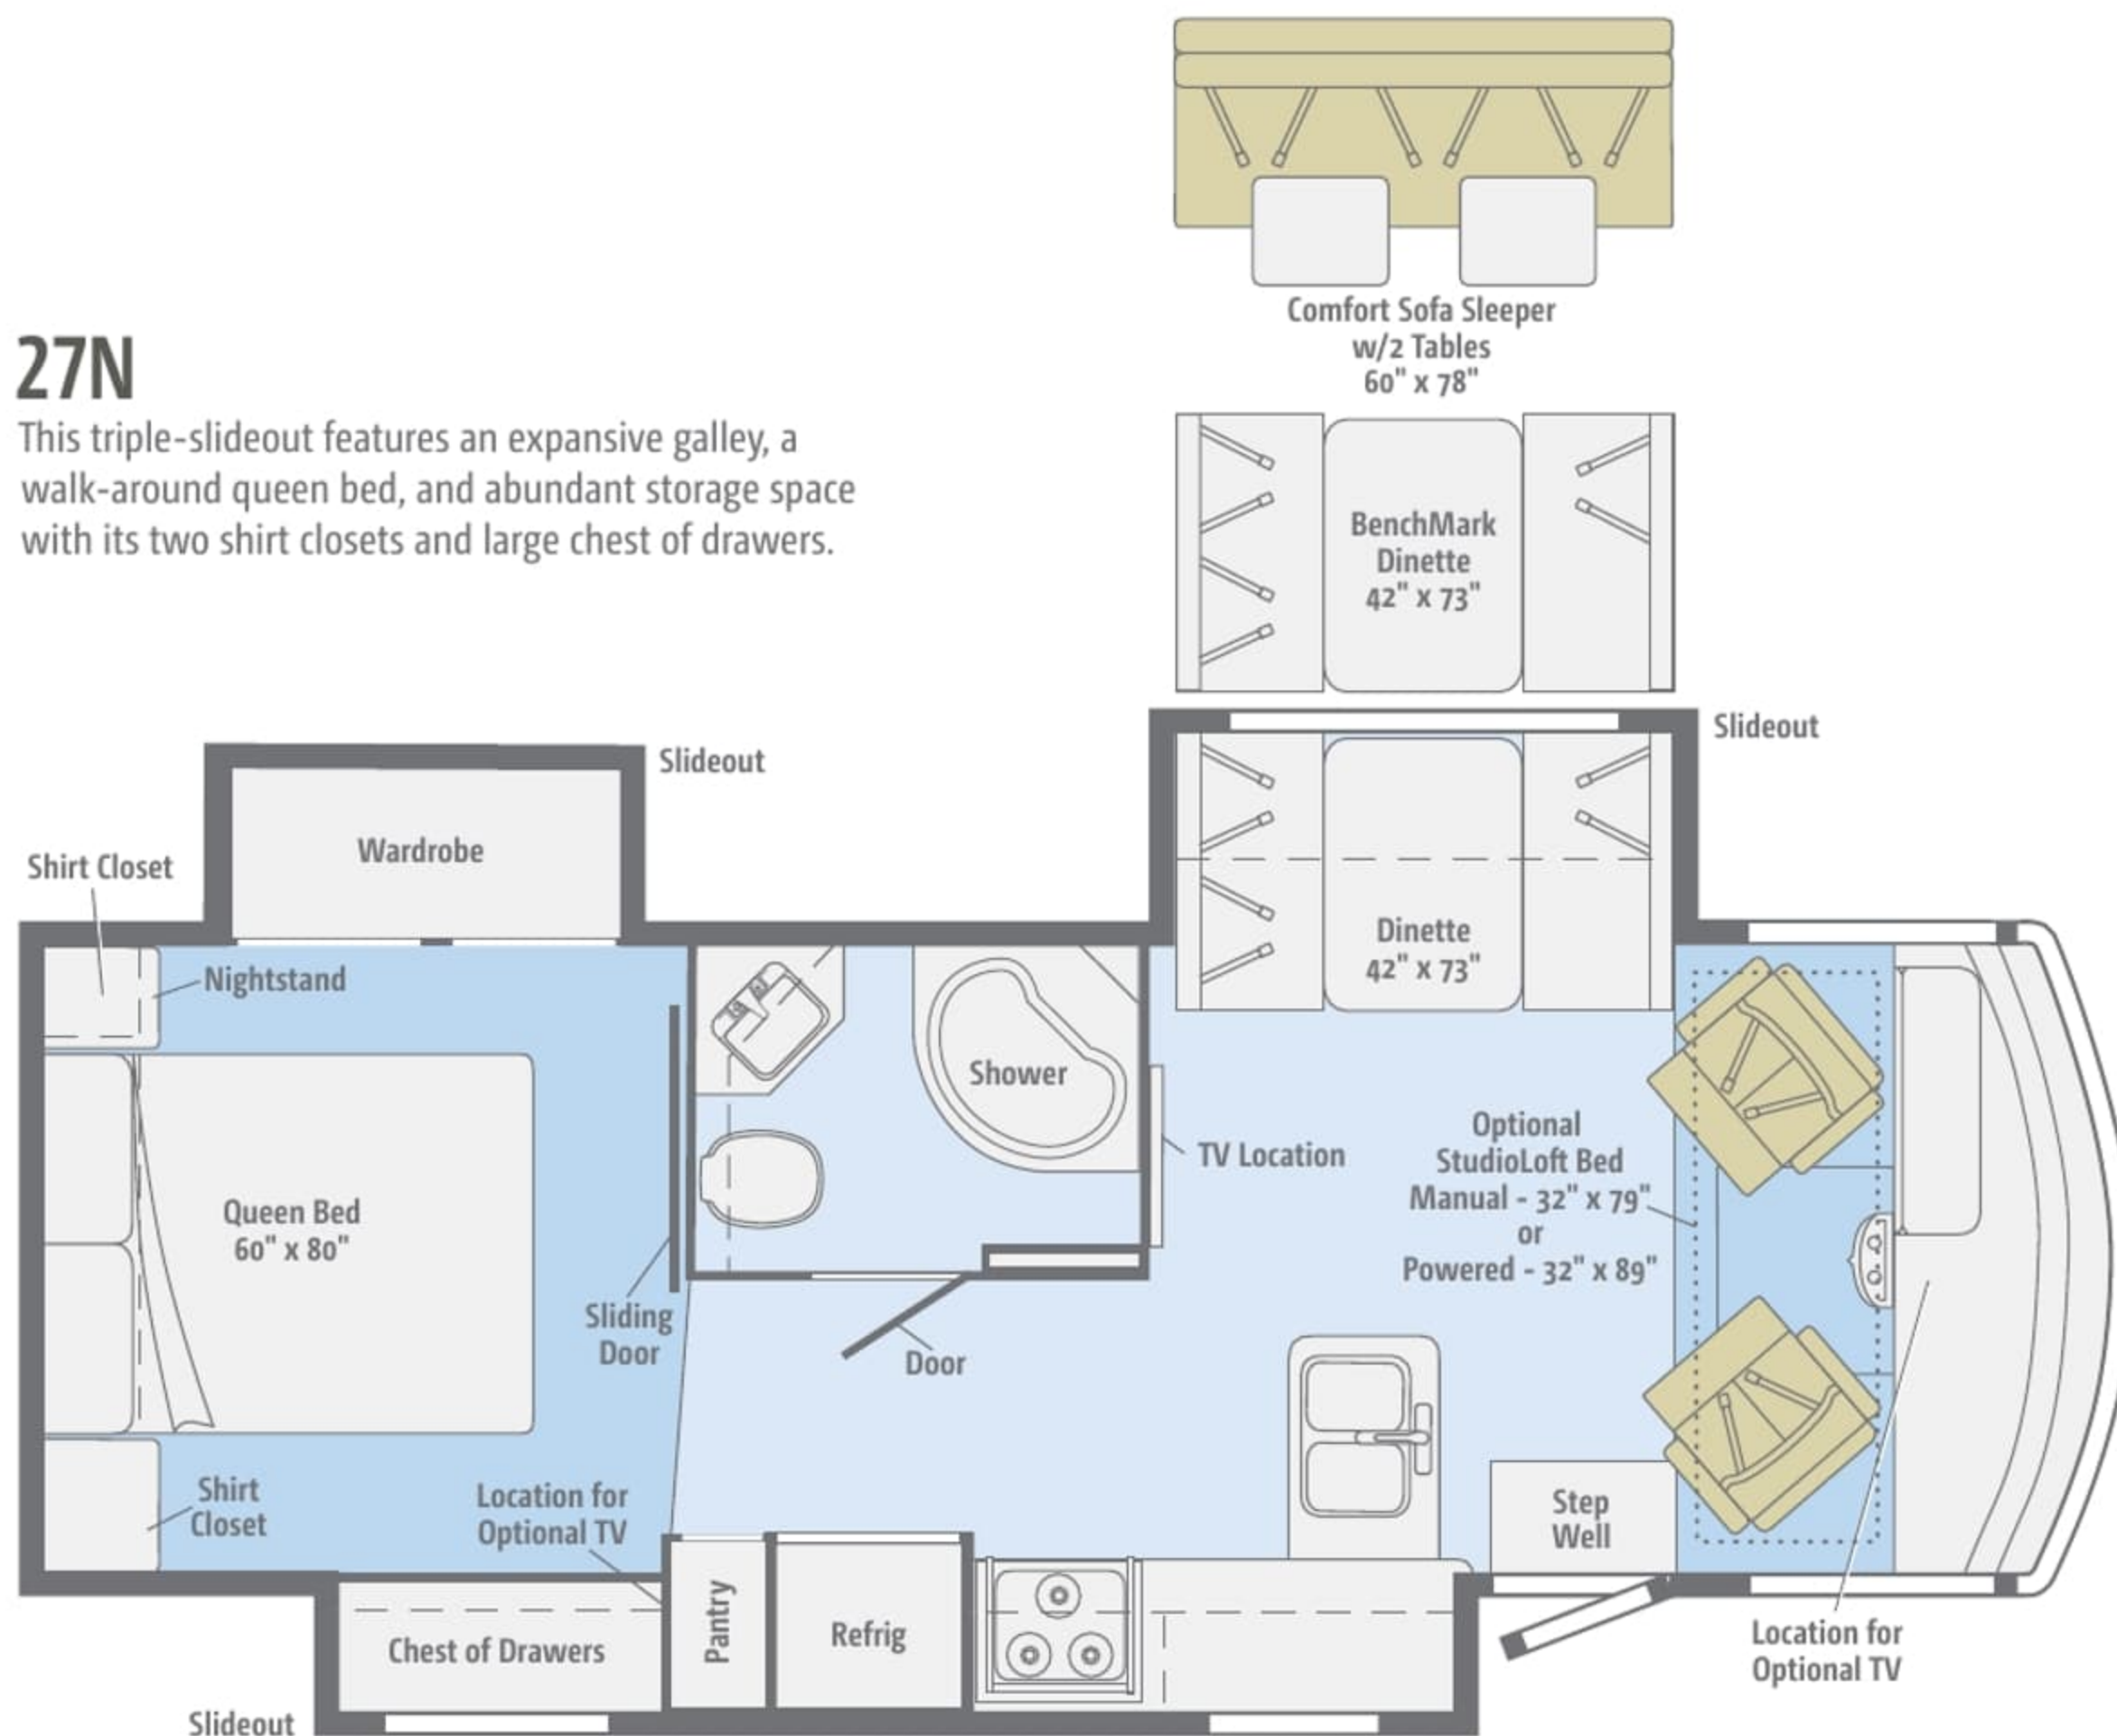 Comfort Sofa Sleeper
w/2 Tables
60" x 78"
27N
This triple-slideout features an expansive galley, a
walk-around queen bed, and abundant storage space
with its two shirt closets and large chest of drawers.
BenchMark
Dinette
42" x 73"
Slideout
Slideout
Wardrobe
Shirt Closet
Nightstand
Dinette
42" x 73"
Shower
TV Location
Optional
StudioLoft Bed
Manual - 32" x 79"
or
Powered - 32" x 89"
Queen Bed
60" x 80"
Sliding
Door
Door
Shirt
Closet
Location for
Optional TV
Step
Well
Chest of Drawers
Pantry
Refrig
Location for
Optional TV
Slideout